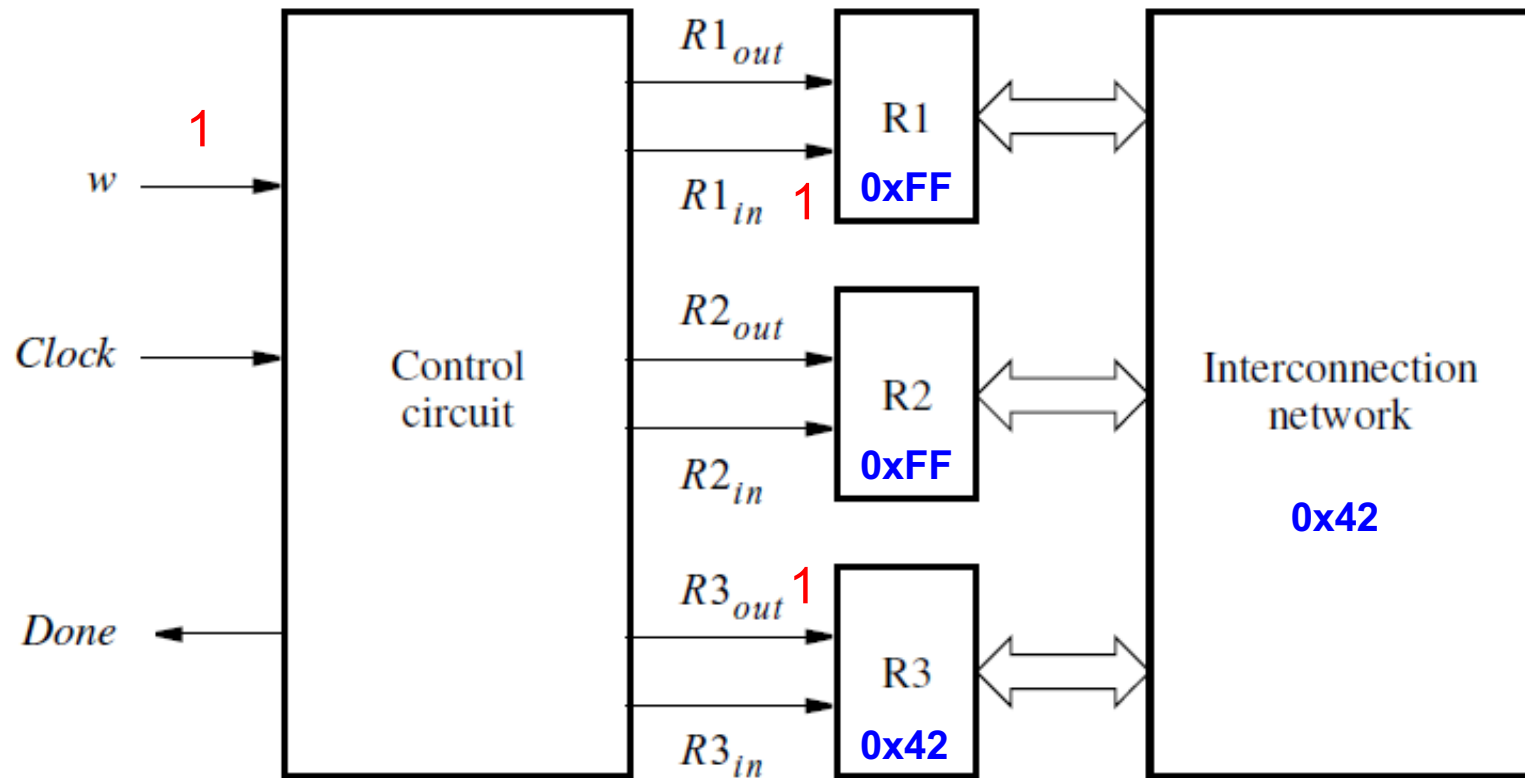 w
1
Clock
Done
Control
circuit
R1out
R1in 1
R2out
R2in
R3out 1
R3in
R1
0xFF
R2
0xFF
R3
0x42
Interconnection
network
0x42